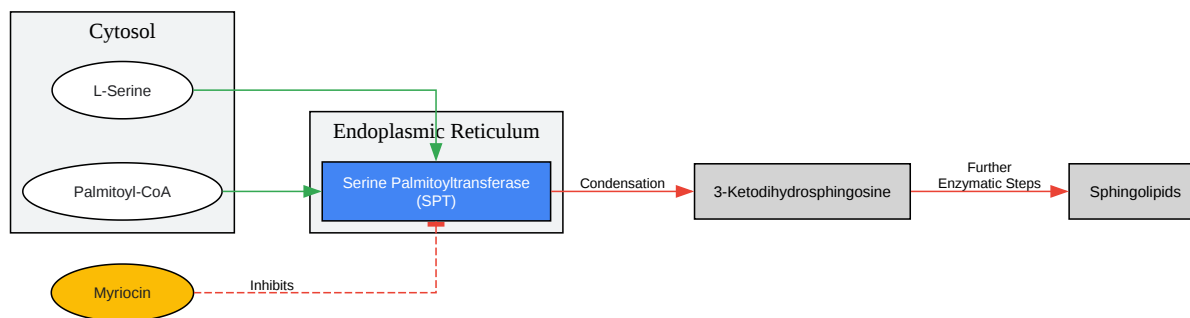 Cytosol
L-Serine
Palmitoyl-CoA
Endoplasmic Reticulum
Serine Palmitoyltransferase
(SPT)
Condensation
3-Ketodihydrosphingosine
Further
Enzymatic Steps
Sphingolipids
Myriocin
Inhibits